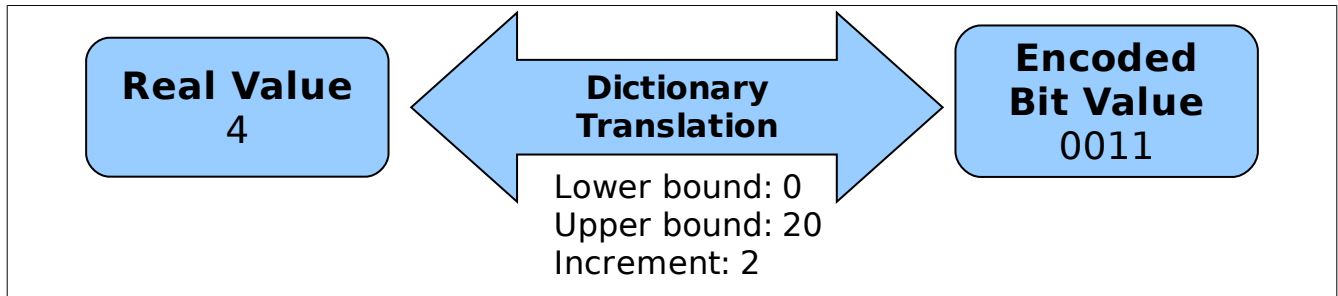 Real Value
4
Dictionary
Translation
Lower bound: 0
Upper bound: 20
Increment: 2
Encoded
Bit Value
0011